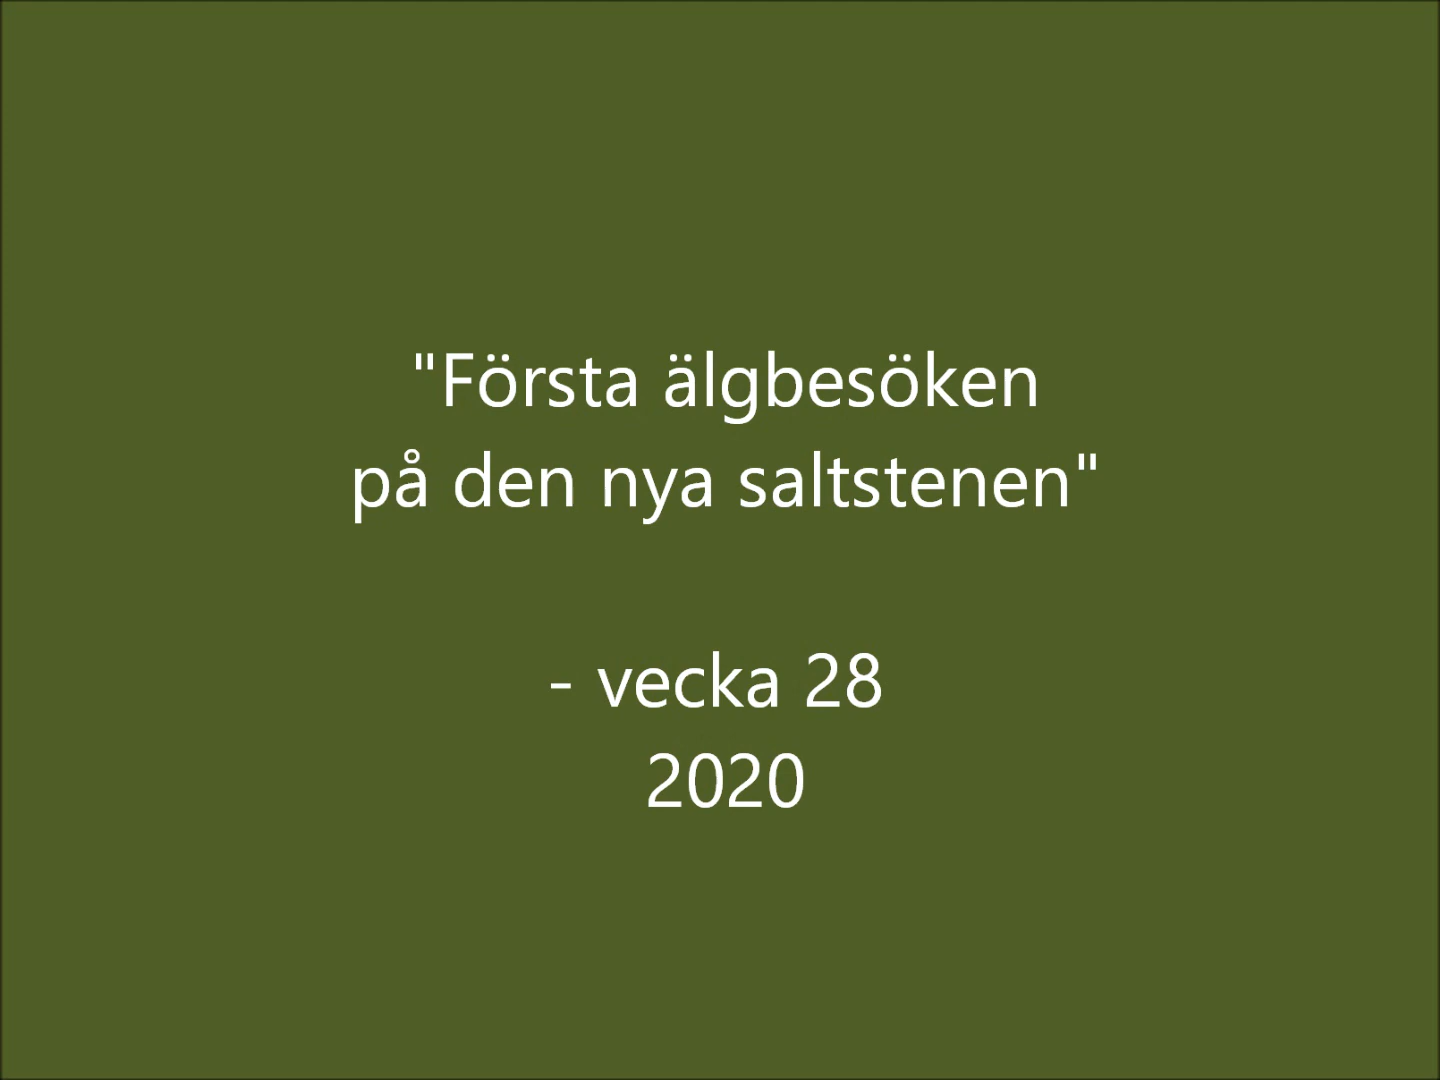 "Första älgbesöken
på den nya saltstenen"
- vecka 28
2020